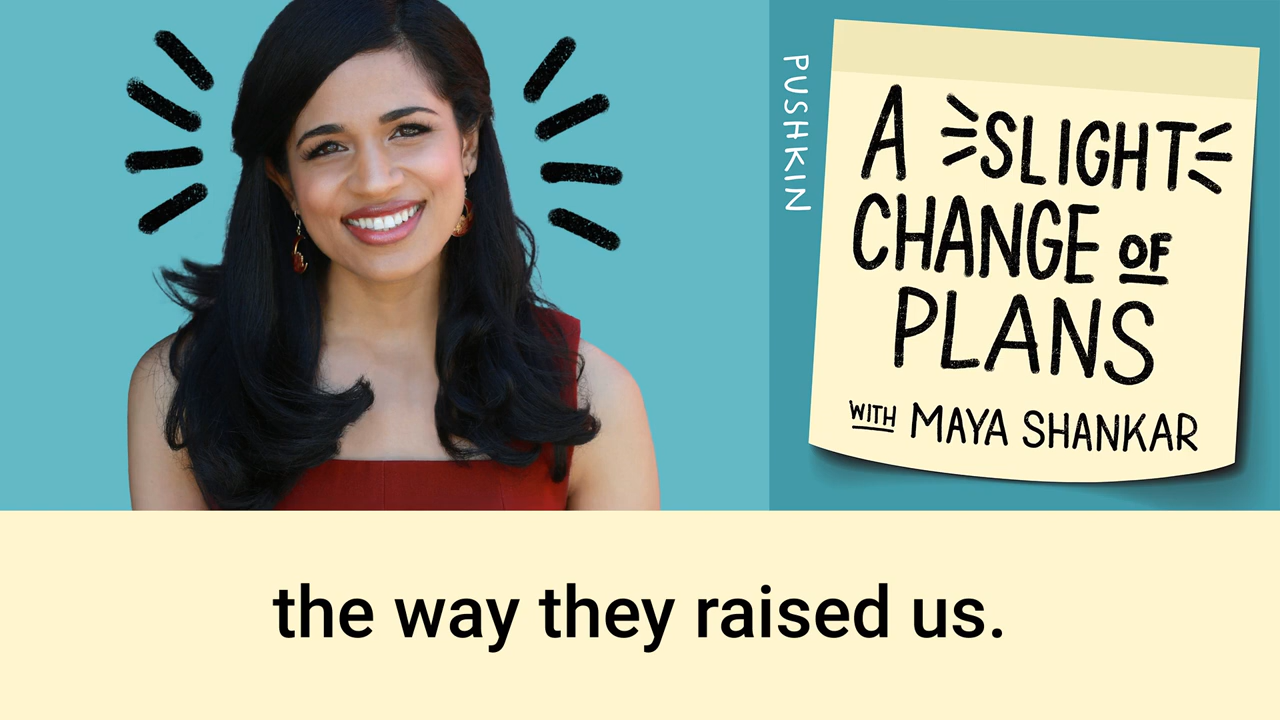 PUSHKIN
A SLIGHT
CHANGE OF
PLANS
WITH MAYA SHANKAR
the way they raised us.